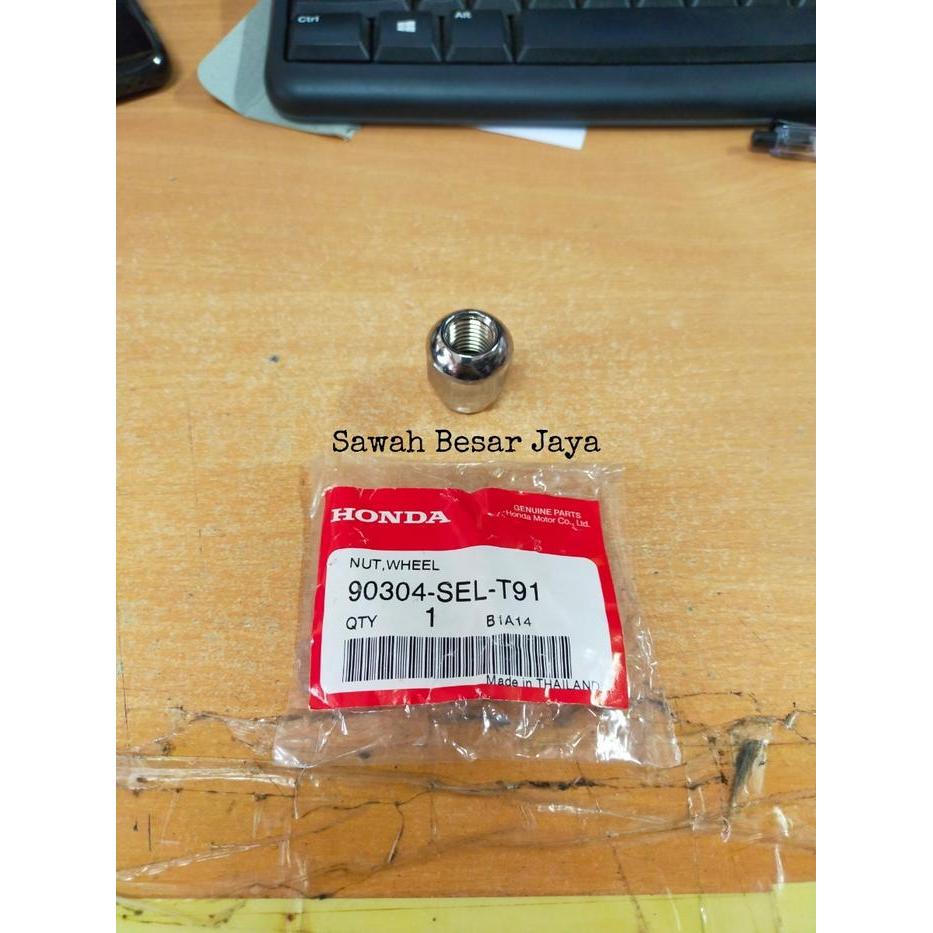 Ctrl
AR
Sawah Besar Jaya
HONDA
GENUINE PARTS
Honda Motor Co., Ltd.
NUT,WHEEL
90304-SEL-T91
QTY 1 BIA14
Made in THAILAND